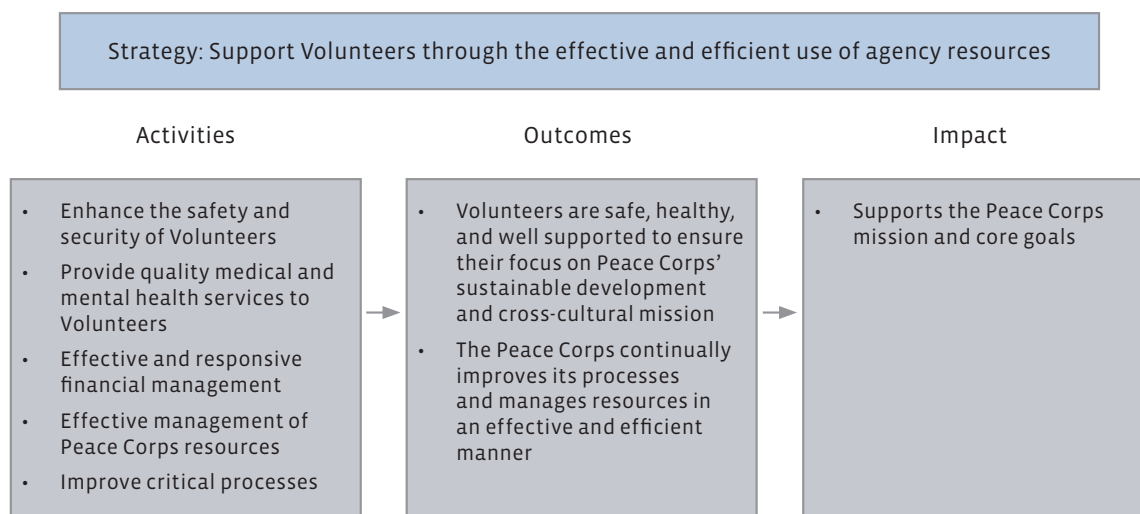 Strategy: Support Volunteers through the effective and efficient use of agency resources
Activities
• Enhance the safety and
security of Volunteers
• Provide quality medical and
mental health services to
Volunteers
• Effective and responsive
financial management
• Effective management of
Peace Corps resources
• Improve critical processes
Outcomes
• Volunteers are safe, healthy,
and well supported to ensure
their focus on Peace Corps’
sustainable development
and cross-cultural mission
• The Peace Corps continually
improves its processes
and manages resources in
an effective and efficient
manner
Impact
• Supports the Peace Corps
mission and core goals